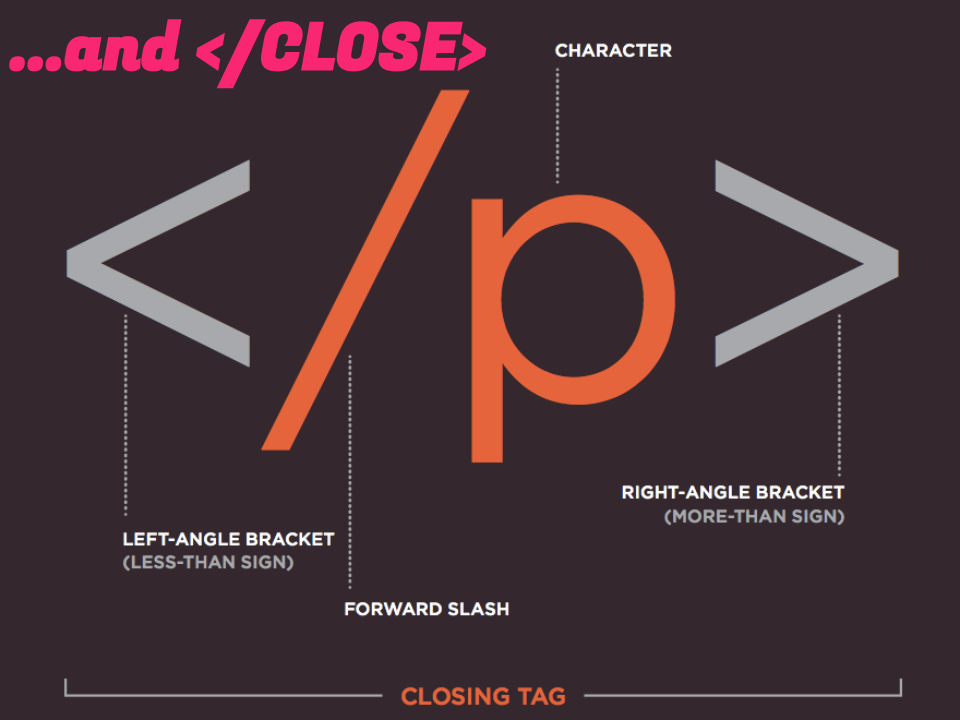 ...and </CLOSE>
CHARACTER
</p>
RIGHT-ANGLE BRACKET
(MORE-THAN SIGN)
LEFT-ANGLE BRACKET
(LESS-THAN SIGN)
FORWARD SLASH
CLOSING TAG